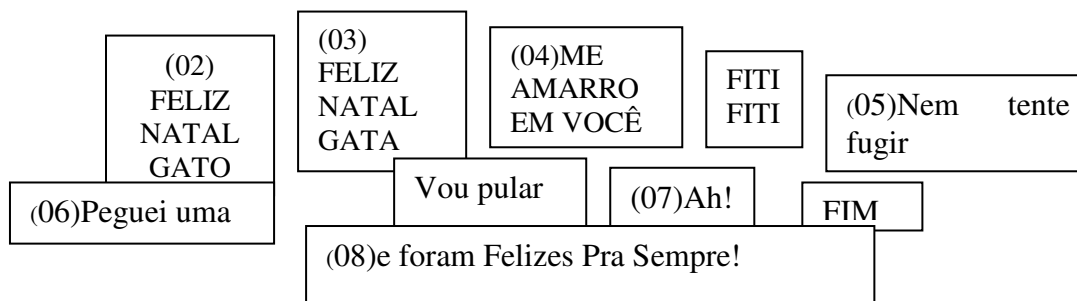 (02)
FELIZ
NATAL
GATO
(03)
FELIZ
NATAL
GATA
(04)ME
AMARRO
EM VOCÊ
FITI
FITI
(05)Nem tente
fugir
(06)Peguei uma
Vou pular
(07)Ah!
FIM
(08)e foram Felizes Pra Sempre!